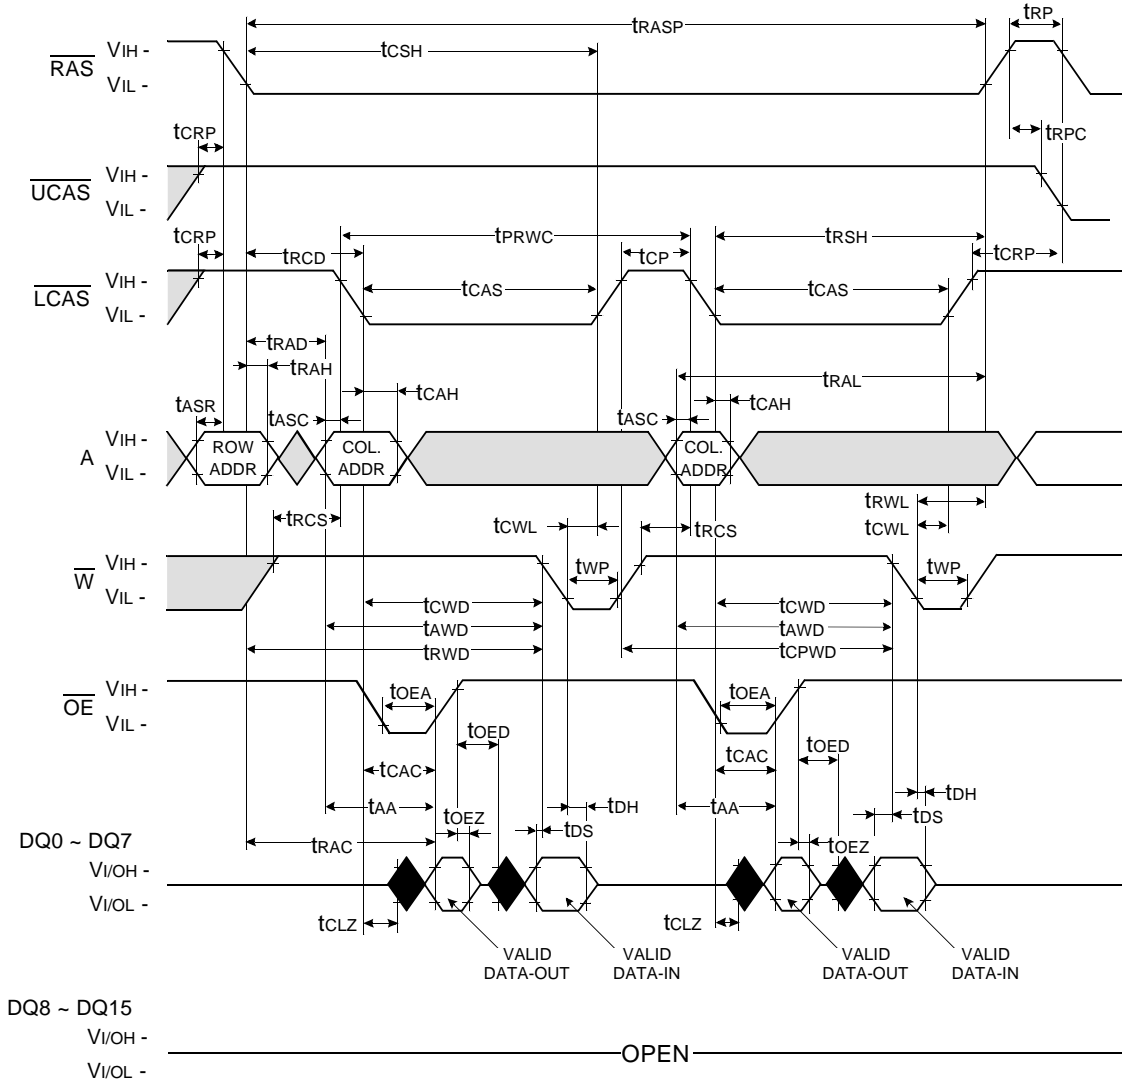 tRASP
tRP
tCSH
RAS
VIH -
VIL -
tCRP
tRPC
UCAS
VIH -
VIL -
tCRP
tRCD
tPRWC
tCP
tRSH
tCRP
LCAS
VIH -
VIL -
tCAS
tCAS
tRAD
tRAH
tCAH
tRAL
tCAH
tASR
tASC
tASC
A
VIH -
VIL -
ROW
ADDR
COL.
ADDR
COL.
ADDR
tRCS
tCWL
tRCS
tRWL
tCWL
W
VIH -
VIL -
tWP
tWP
tCWD
tCWD
tAWD
tAWD
tRWD
tCPWD
OE
VIH -
VIL -
tOEA
tOEA
tOED
tOED
tCAC
tCAC
tAA
tDH
tAA
tDH
tOEZ
tDS
tDS
tOEZ
tRAC
DQ0 ~ DQ7
VI/OH -
VI/OL -
tCLZ
tCLZ
VALID
DATA-OUT
VALID
DATA-IN
VALID
DATA-OUT
VALID
DATA-IN
DQ8 ~ DQ15
VI/OH -
VI/OL -
OPEN